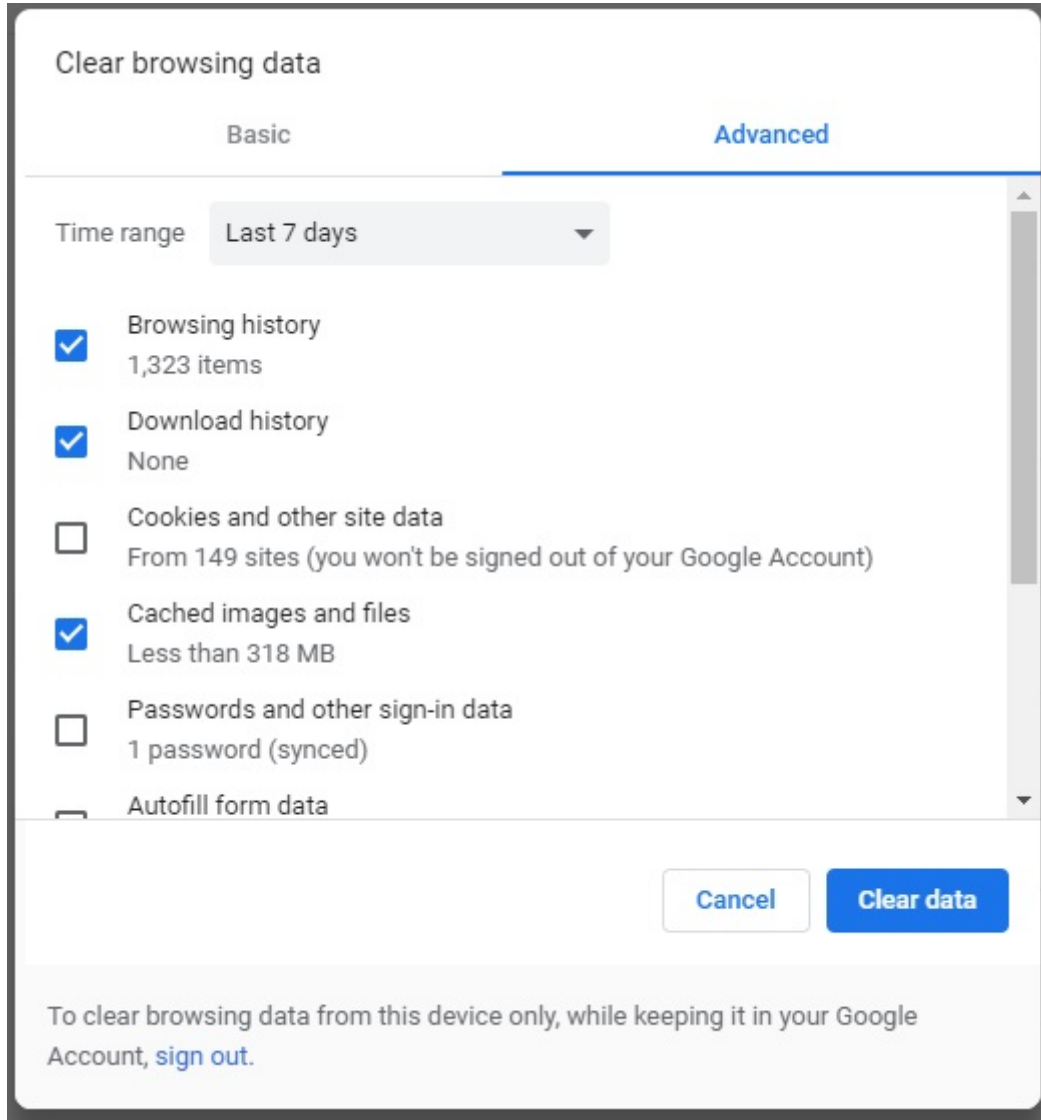 Clear browsing data
Basic
Advanced
Time range
Last 7 days
Browsing history
1,323 items
Download history
None
Cookies and other site data
From 149 sites (you won't be signed out of your Google Account)
Cached images and files
Less than 318 MB
Passwords and other sign-in data
1 password (synced)
Autofill form data
Cancel
Clear data
To clear browsing data from this device only, while keeping it in your Google
Account, sign out.